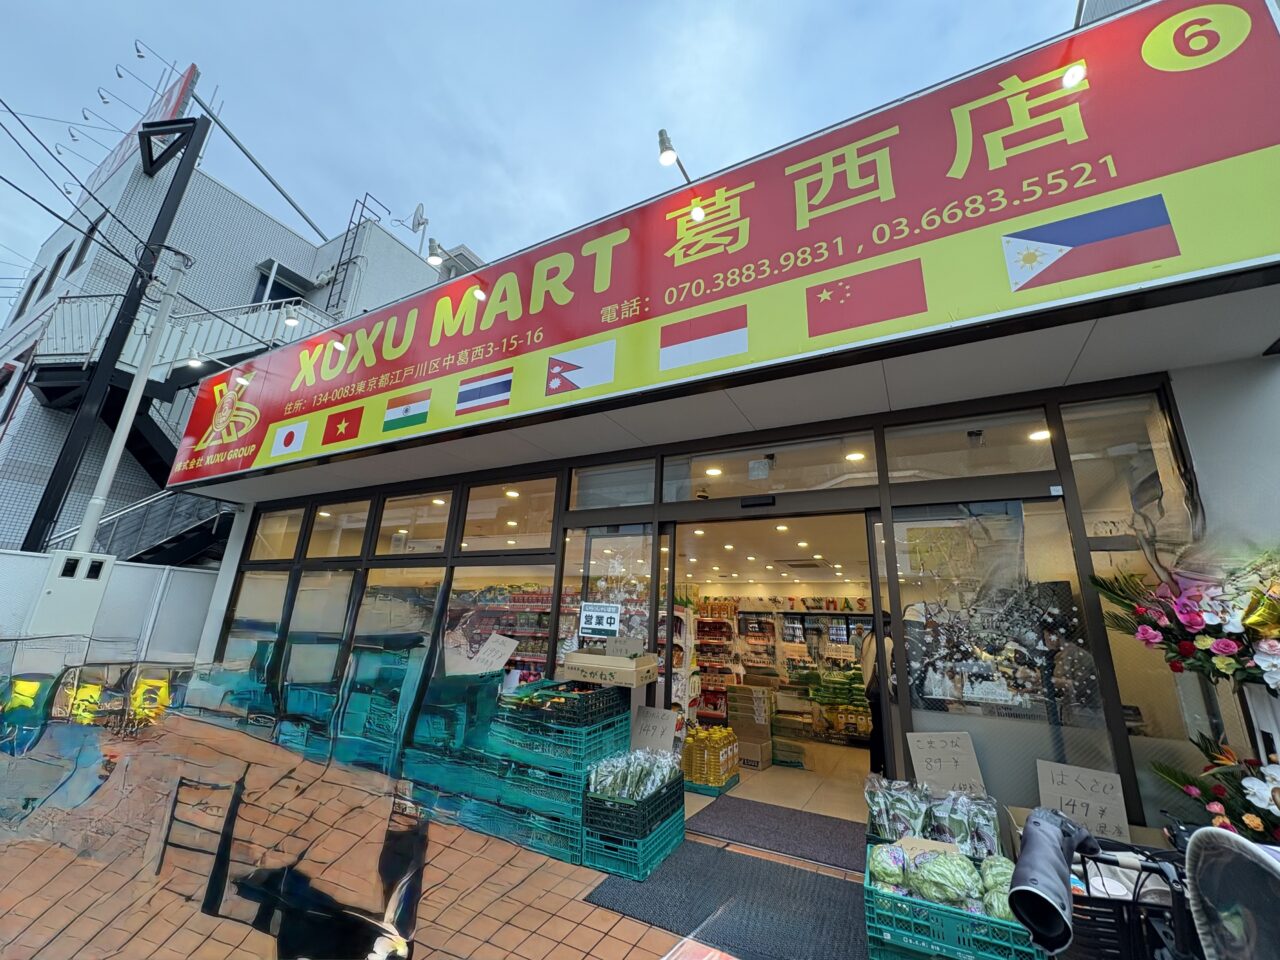 6
XUXU MART 葛西店
住所: 134-0083東京都江戸川区中葛西3-15-16
電話: 070.3883.9831 , 03.6683.5521
株式会社 XUXU GROUP
営業中
ながねぎ
149¥
こまつな
89¥
はくさい
149¥